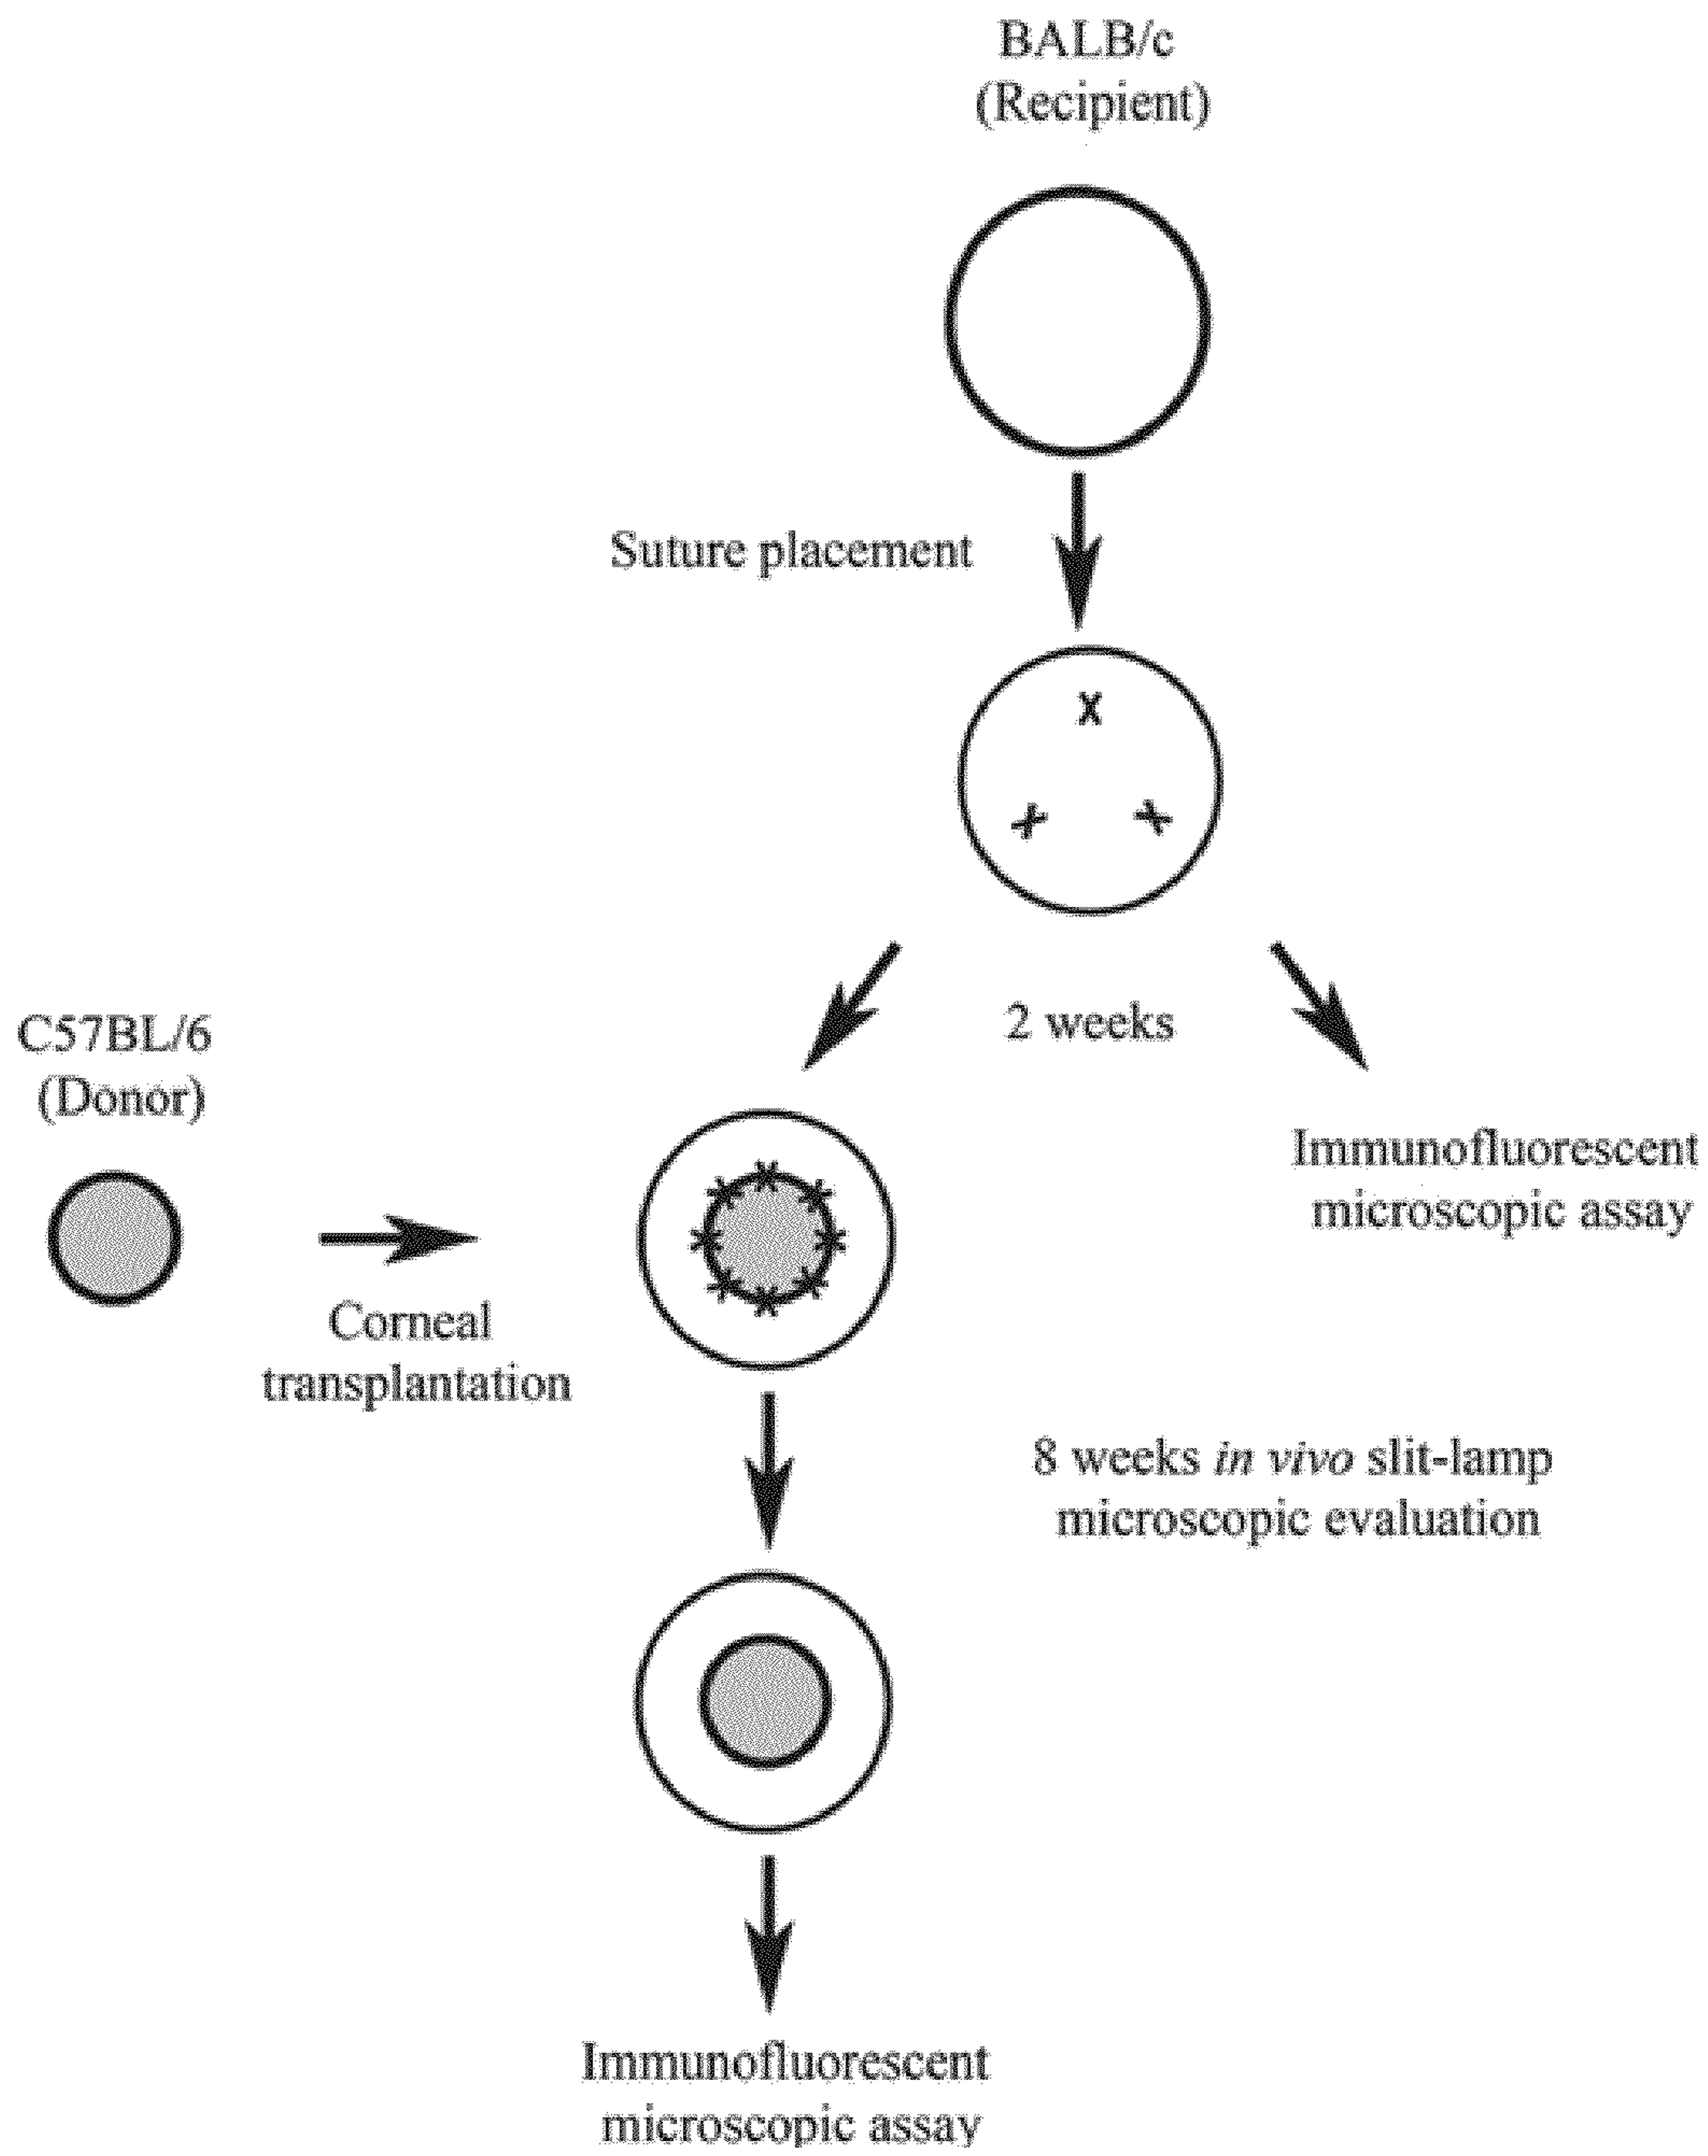 BALB/c
(Recipient)
Suture placement
X
2 weeks
C57BL/6
(Donor)
Immunofluorescent
microscopic assay
Corneal
transplantation
8 weeks in vivo slit-lamp
microscopic evaluation
Immunofluorescent
microscopic assay